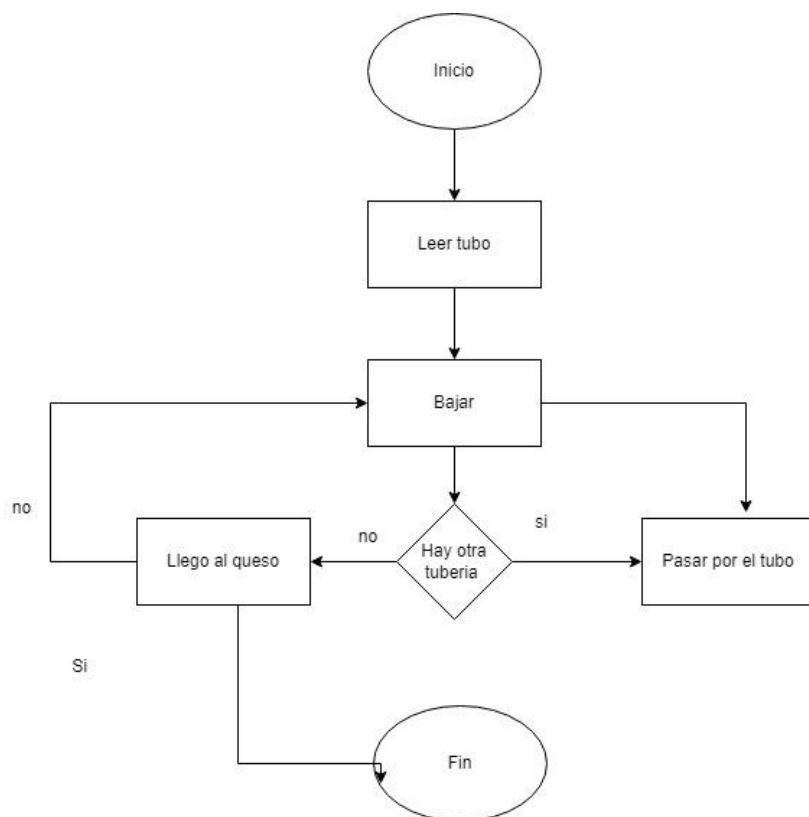 Inicio
Leer tubo
Bajar
no
si
no
Hay otra
tuberia
Llego al queso
Pasar por el tubo
Si
Fin